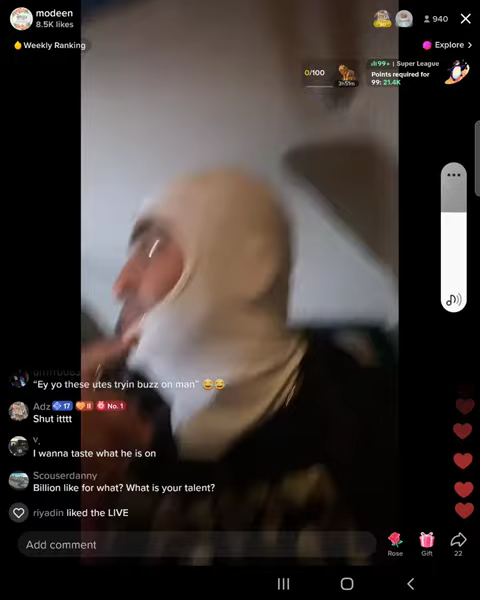 modeen
8.5K likes
940
Weekly Ranking
Explore >
0/100
3h51m
99+ | Super League
Points required for
99: 21.4K
"Ey yo these utes tryin buzz on man" 😂😂
Adz 17 II No. 1
Shut itttt
v.
I wanna taste what he is on
Scouserdanny
Billion like for what? What is your talent?
riyadin liked the LIVE
Add comment
Rose
Gift
22